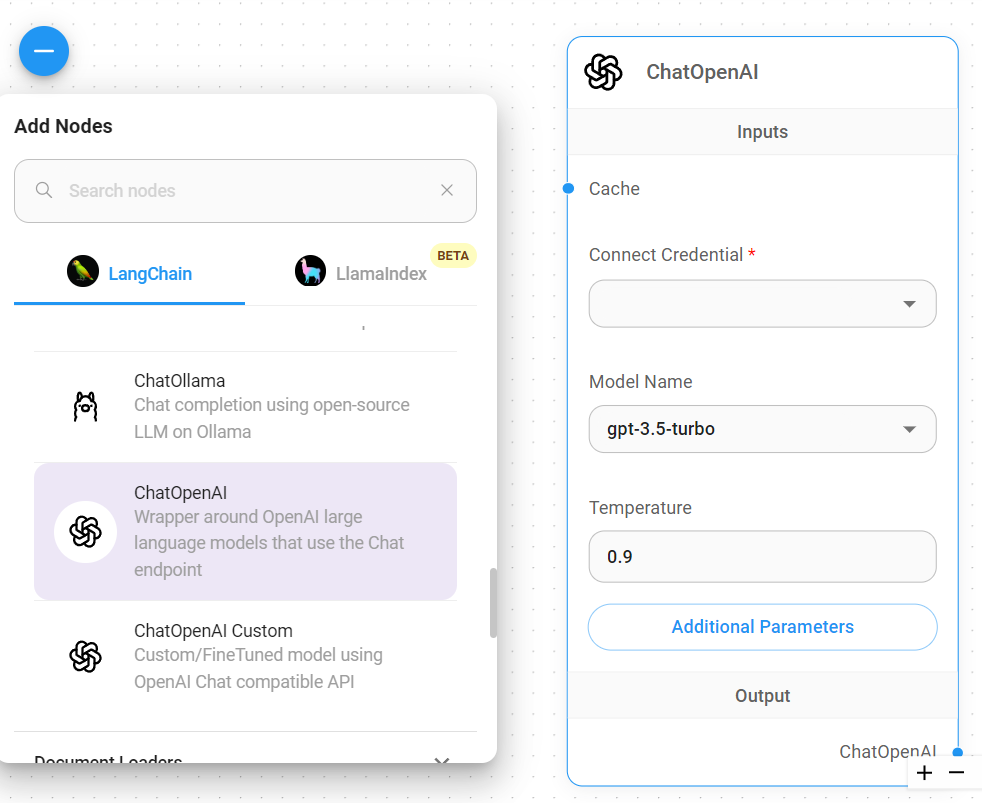 Add Nodes
Search nodes
LangChain
LlamaIndex
BETA
ChatOllama
Chat completion using open-source
LLM on Ollama
ChatOpenAI
Wrapper around OpenAI large
language models that use the Chat
endpoint
ChatOpenAI Custom
Custom/FineTuned model using
OpenAI Chat compatible API
Document Loaders
ChatOpenAI
Inputs
Cache
Connect Credential *
Model Name
gpt-3.5-turbo
Temperature
0.9
Additional Parameters
Output
ChatOpenAI